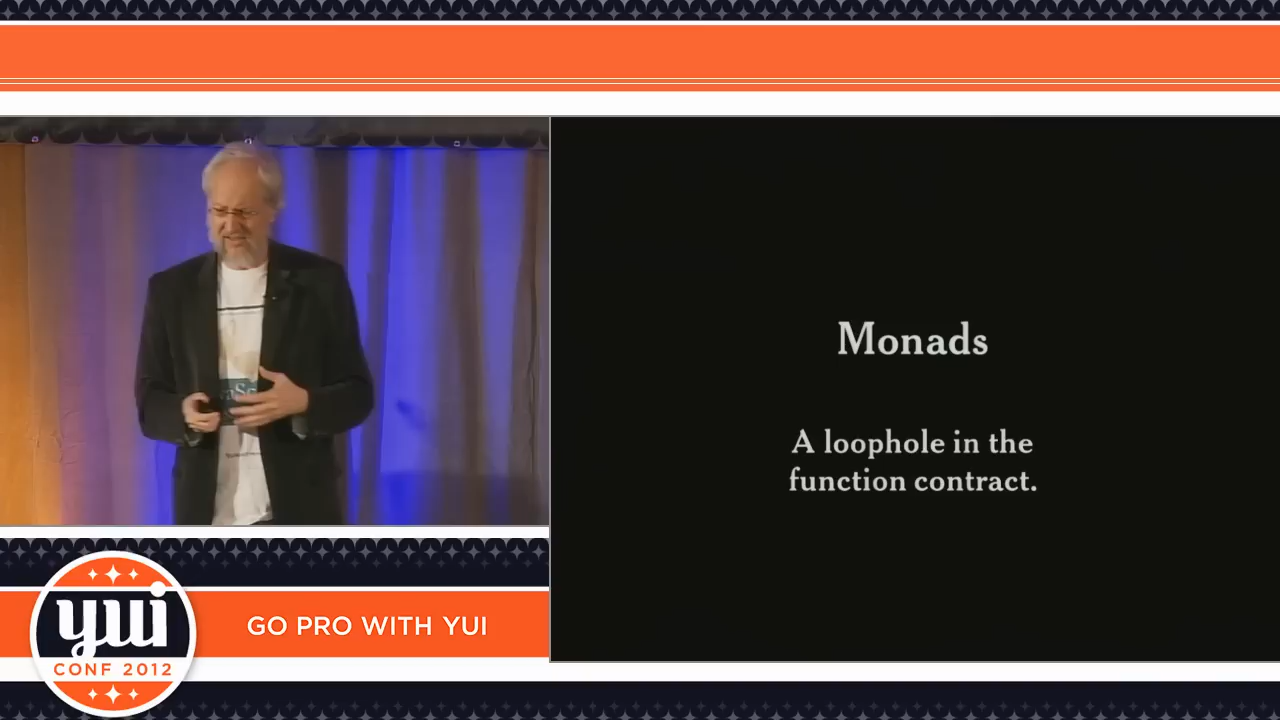 Monads
A loophole in the
function contract.
yui
CONF 2012
GO PRO WITH YUI